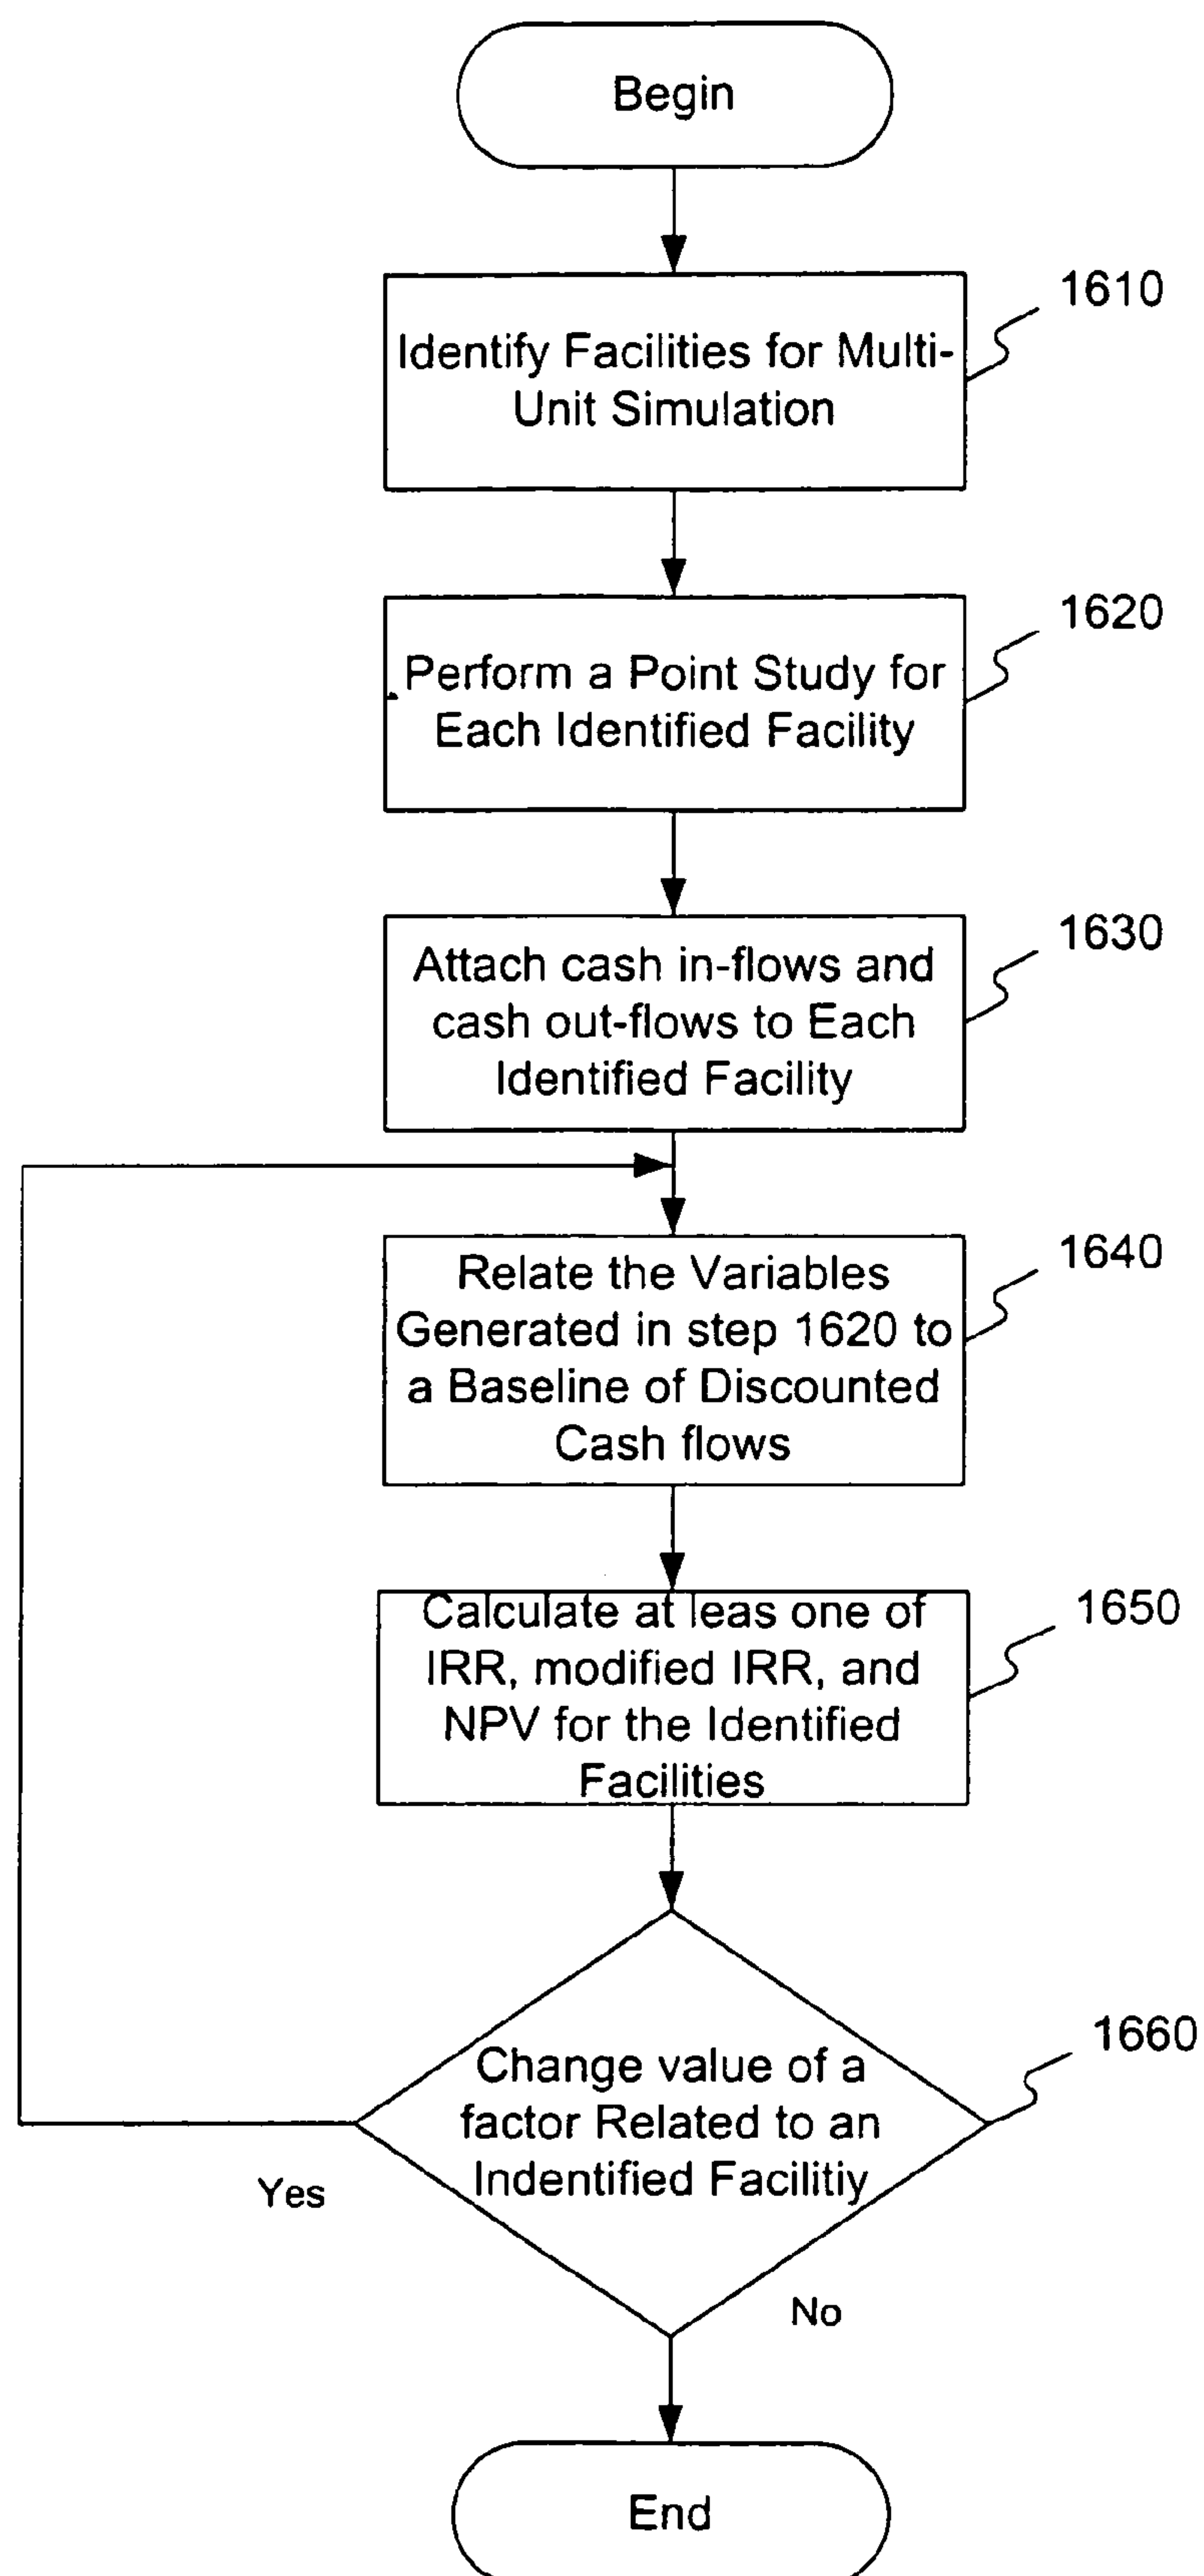 Begin
1610
Identify Facilities for Multi-
Unit Simulation
1620
Perform a Point Study for
Each Identified Facility
1630
Attach cash in-flows and
cash out-flows to Each
Identified Facility
1640
Relate the Variables
Generated in step 1620 to
a Baseline of Discounted
Cash flows
1650
Calculate at leas one of
IRR, modified IRR, and
NPV for the Identified
Facilities
1660
Change value of a
factor Related to an
Indentified Facilitiy
Yes
No
End